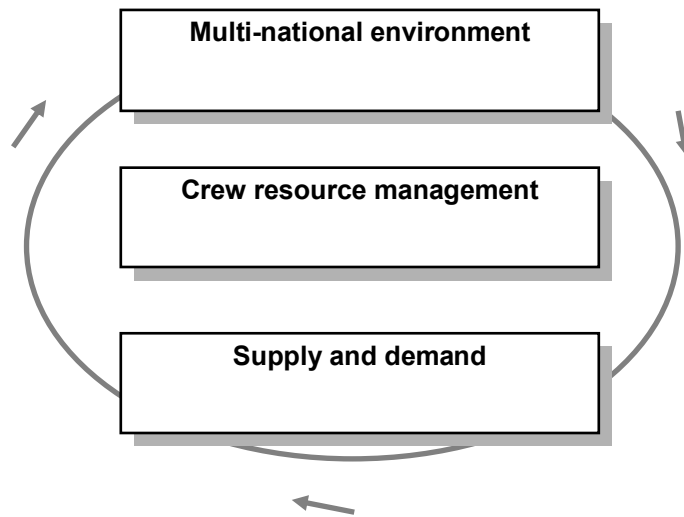 Multi-national environment
Crew resource management
Supply and demand